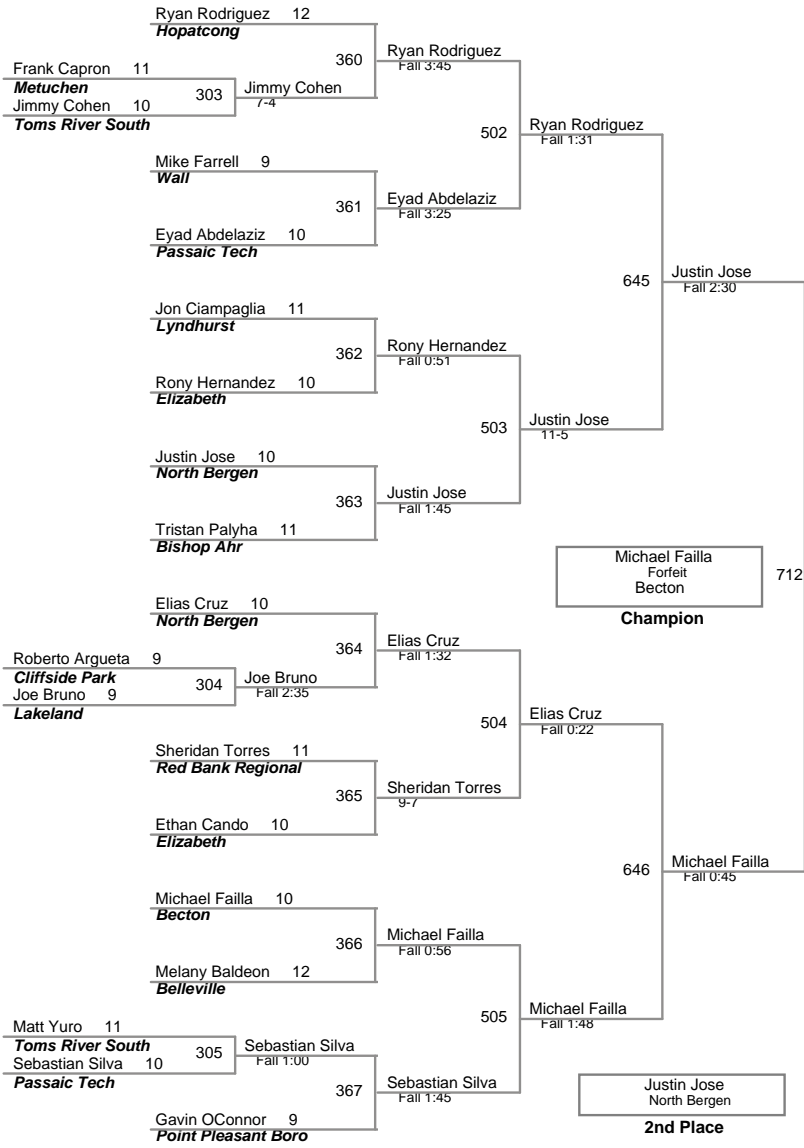 Ryan Rodriguez 12
Hopatcong
360
Ryan Rodriguez
Fall 3:45
Frank Capron 11
Metuchen
303
Jimmy Cohen
7-4
Jimmy Cohen 10
Toms River South
502
Ryan Rodriguez
Fall 1:31
Mike Farrell 9
Wall
361
Eyad Abdelaziz
Fall 3:25
Eyad Abdelaziz 10
Passaic Tech
645
Justin Jose
Fall 2:30
Jon Ciampaglia 11
Lyndhurst
362
Rony Hernandez
Fall 0:51
Rony Hernandez 10
Elizabeth
503
Justin Jose
11-5
Justin Jose 10
North Bergen
363
Justin Jose
Fall 1:45
Tristan Palyha 11
Bishop Ahr
Michael Failla
Forfeit
Becton
712
Champion
Elias Cruz 10
North Bergen
364
Elias Cruz
Fall 1:32
Roberto Argueta 9
Cliffside Park
304
Joe Bruno
Fall 2:35
Joe Bruno 9
Lakeland
504
Elias Cruz
Fall 0:22
Sheridan Torres 11
Red Bank Regional
365
Sheridan Torres
9-7
Ethan Cando 10
Elizabeth
646
Michael Failla
Fall 0:45
Michael Failla 10
Becton
366
Michael Failla
Fall 0:56
Melany Baldeon 12
Belleville
505
Michael Failla
Fall 1:48
Matt Yuro 11
Toms River South
305
Sebastian Silva
Fall 1:00
Sebastian Silva 10
Passaic Tech
367
Sebastian Silva
Fall 1:45
Gavin OConnor 9
Point Pleasant Boro
Justin Jose
North Bergen
2nd Place